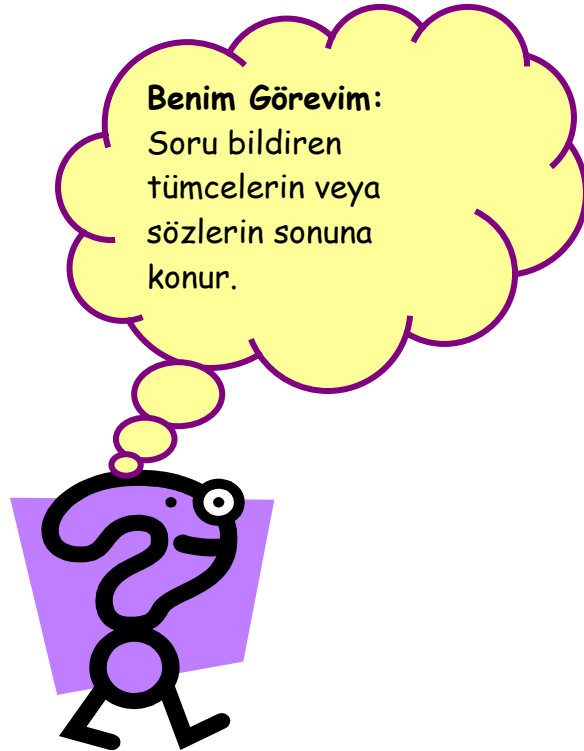 Benim Görevim:
Soru bildiren
tümcelerin veya
sözlerin sonuna
konur.